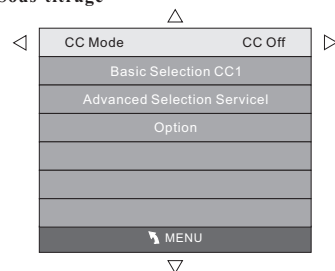 Sous-titrage
CC Mode CC Off
Basic Selection CC1
Advanced Selection Servicel
Option
MENU